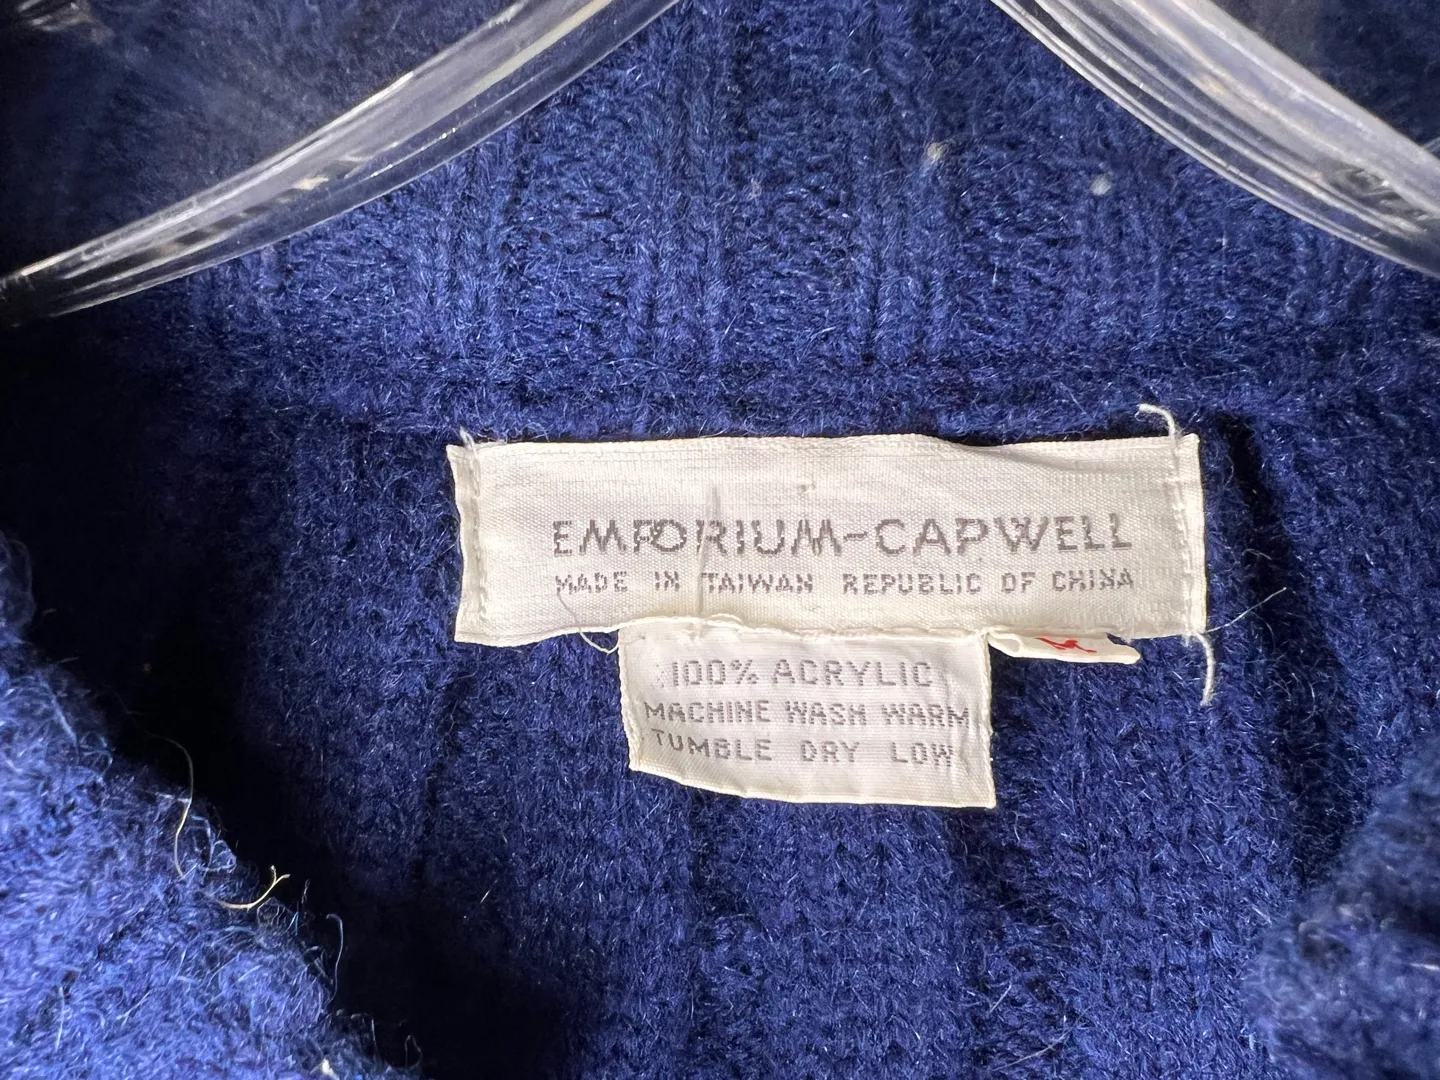 EMPORIUM-CAPWELL
MADE IN TAIWAN REPUBLIC OF CHINA
100% ACRYLIC
MACHINE WASH WARM
TUMBLE DRY LOW